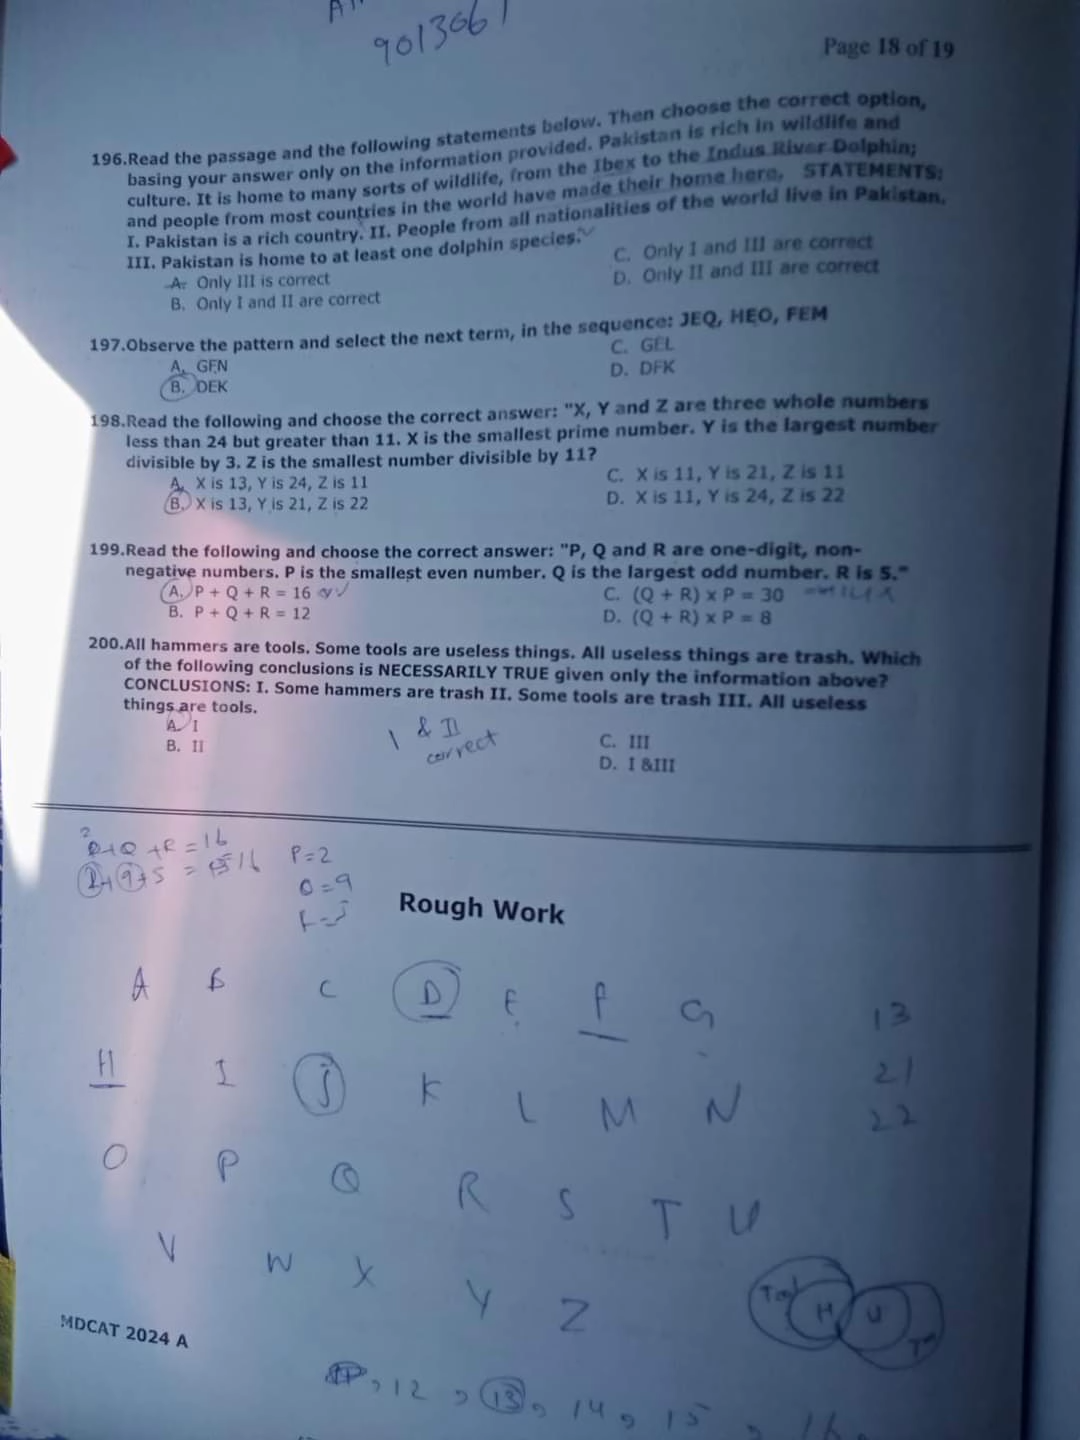 9013061
Page 18 of 19
196.Read the passage and the following statements below. Then choose the correct option,
basing your answer only on the information provided. Pakistan is rich in wildlife and
culture. It is home to many sorts of wildlife, from the Ibex to the Indus River Dolphin;
and people from most countries in the world have made their home here. STATEMENTS:
I. Pakistan is a rich country. II. People from all nationalities of the world live in Pakistan.
III. Pakistan is home to at least one dolphin species.
A. Only III is correct
B. Only I and II are correct
C. Only I and III are correct
D. Only II and III are correct
197.Observe the pattern and select the next term, in the sequence: JEQ, HEO, FEM
A. GFN
B. DEK
C. GEL
D. DFK
198.Read the following and choose the correct answer: "X, Y and Z are three whole numbers
less than 24 but greater than 11. X is the smallest prime number. Y is the largest number
divisible by 3. Z is the smallest number divisible by 11?
A. X is 13, Y is 24, Z is 11
B. X is 13, Y is 21, Z is 22
C. X is 11, Y is 21, Z is 11
D. X is 11, Y is 24, Z is 22
199.Read the following and choose the correct answer: "P, Q and R are one-digit, non-
negative numbers. P is the smallest even number. Q is the largest odd number. R is 5."
A. P + Q + R = 16
B. P + Q + R = 12
C. (Q + R) x P = 30
D. (Q + R) x P = 8
200.All hammers are tools. Some tools are useless things. All useless things are trash. Which
of the following conclusions is NECESSARILY TRUE given only the information above?
CONCLUSIONS: I. Some hammers are trash II. Some tools are trash III. All useless
things are tools.
A. I
B. II
I & II
correct
C. III
D. I &III
P+Q+R = 16
2+9+5 = 16
P=2
Q=9
Rough Work
A B C D E F G
H I J K L M N
O P Q R S T U
V W X Y Z
13
21
22
H U
MDCAT 2024 A
, 12 , 13, 14, 15, 16